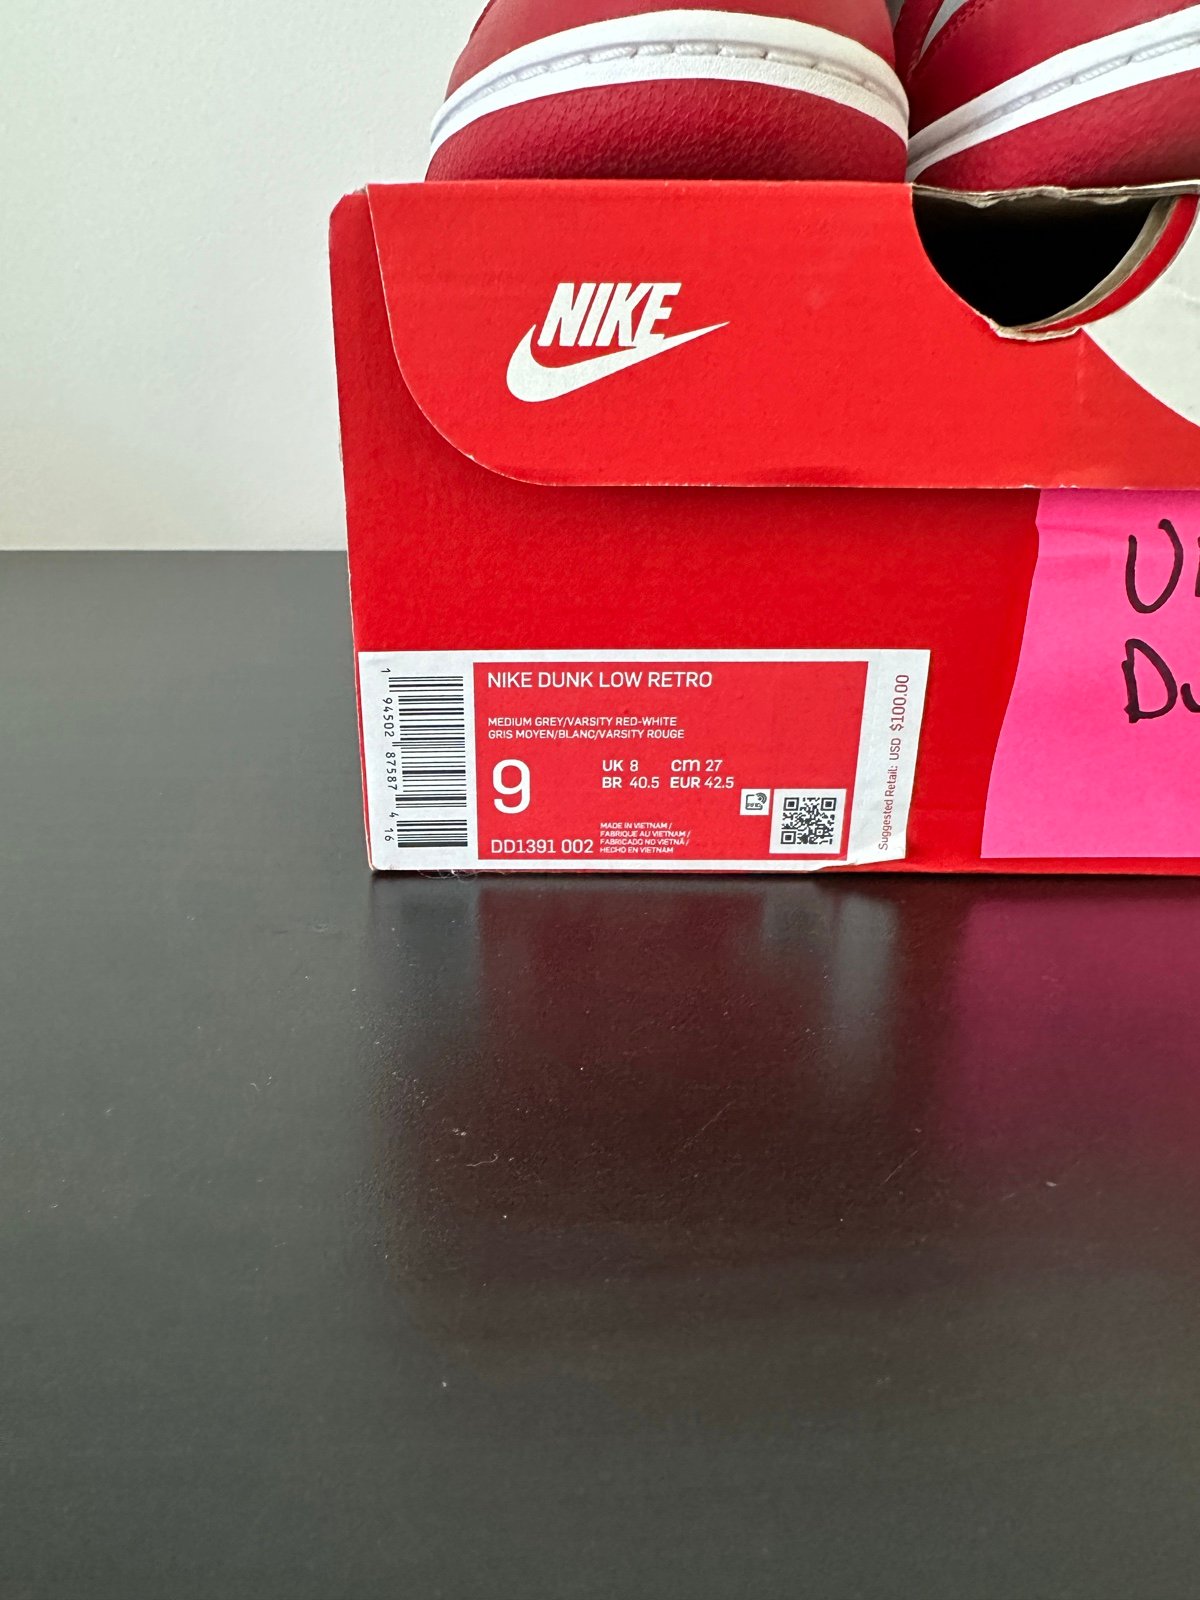 NIKE
NIKE DUNK LOW RETRO
MEDIUM GREY/VARSITY RED-WHITE
GRIS MOYEN/BLANC/VARSITY ROUGE
9
UK 8 cm 27
BR 40.5 EUR 42.5
DD1391 002
MADE IN VIETNAM /
FABRIQUE AU VIETNAM /
FABRICADO NO VIETNÃ /
HECHO EN VIETNAM
1 94502 87587 4 16
Suggested Retail: USD $100.00